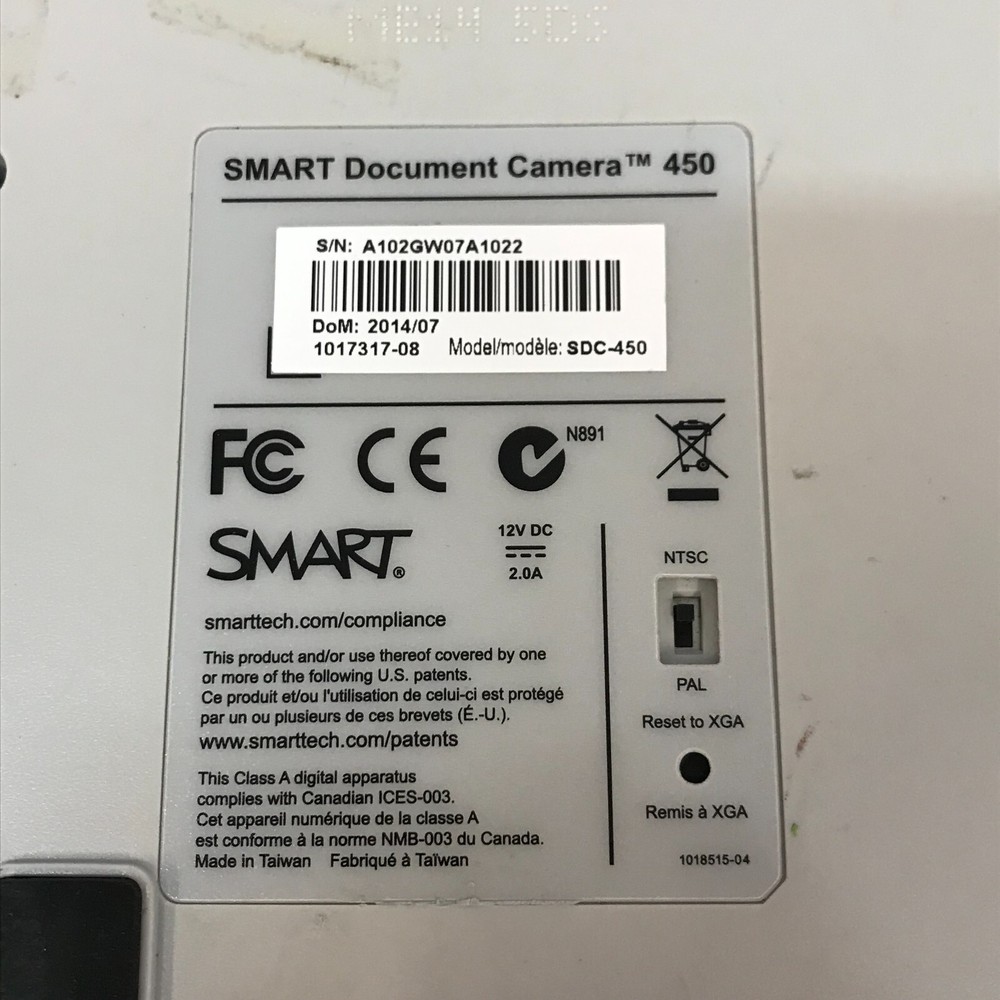 ME14 SDS
SMART Document Camera™ 450
S/N: A102GW07A1022
DoM: 2014/07
1017317-08 Model/modèle: SDC-450
FC CE N891
SMART®
12V DC
2.0A
NTSC
PAL
Reset to XGA
Remis à XGA
1018515-04
smarttech.com/compliance
This product and/or use thereof covered by one
or more of the following U.S. patents.
Ce produit et/ou l'utilisation de celui-ci est protégé
par un ou plusieurs de ces brevets (É.-U.).
www.smarttech.com/patents
This Class A digital apparatus
complies with Canadian ICES-003.
Cet appareil numérique de la classe A
est conforme à la norme NMB-003 du Canada.
Made in Taiwan Fabriqué à Taïwan